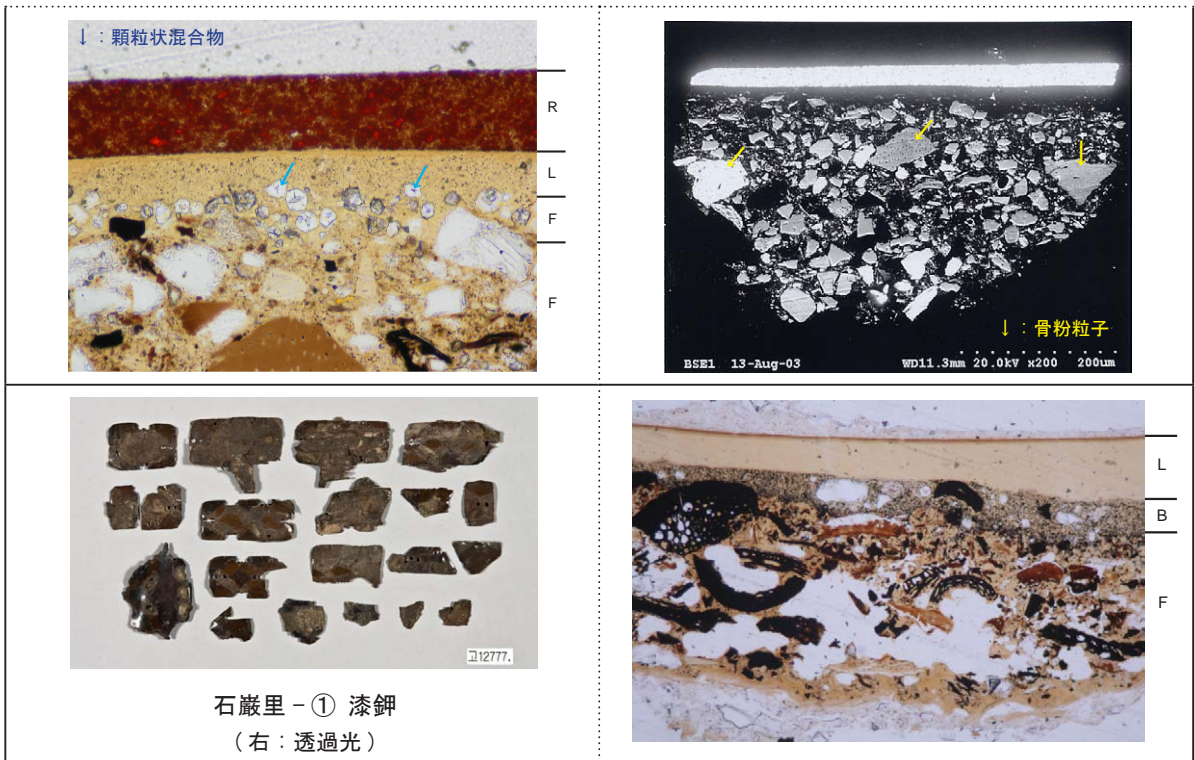 ↓：顆粒状混合物
R
L
F
F
↓：骨粉粒子
BSE1 13-Aug-03 WD11.3mm 20.0kV x200 200um
고12777.
石巌里－① 漆鉀
（右：透過光）
L
B
F